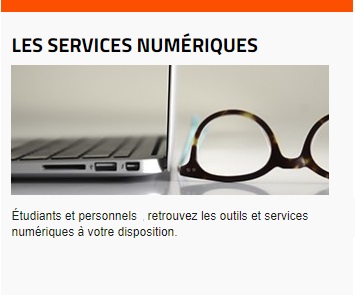 LES SERVICES NUMÉRIQUES
Étudiants et personnels , retrouvez les outils et services
numériques à votre disposition.